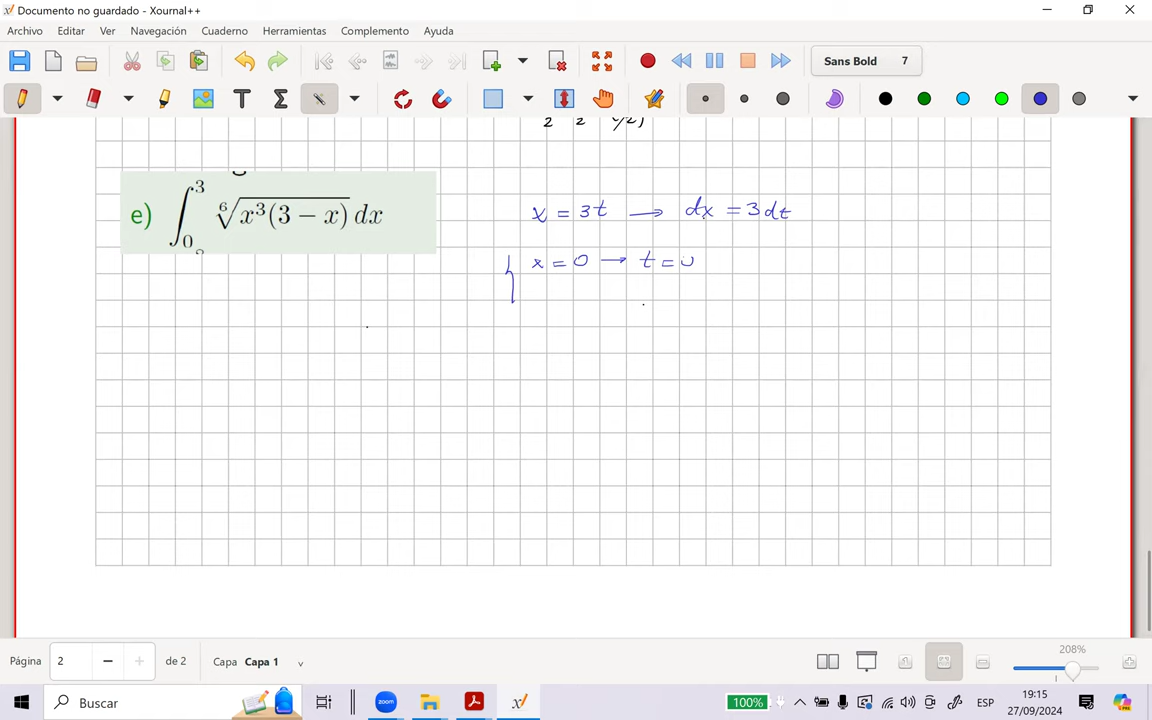 Documento no guardado - Xournal++
Archivo Editar Ver Navegación Cuaderno Herramientas Complemento Ayuda
Sans Bold 7
e) ∫₀³ ⁶√(x³(3 − x)) dx
x = 3t → dx = 3dt
x = 0 → t = 0
Página 2 de 2 Capa Capa 1
208%
Buscar
zoom
100%
ESP
19:15
27/09/2024